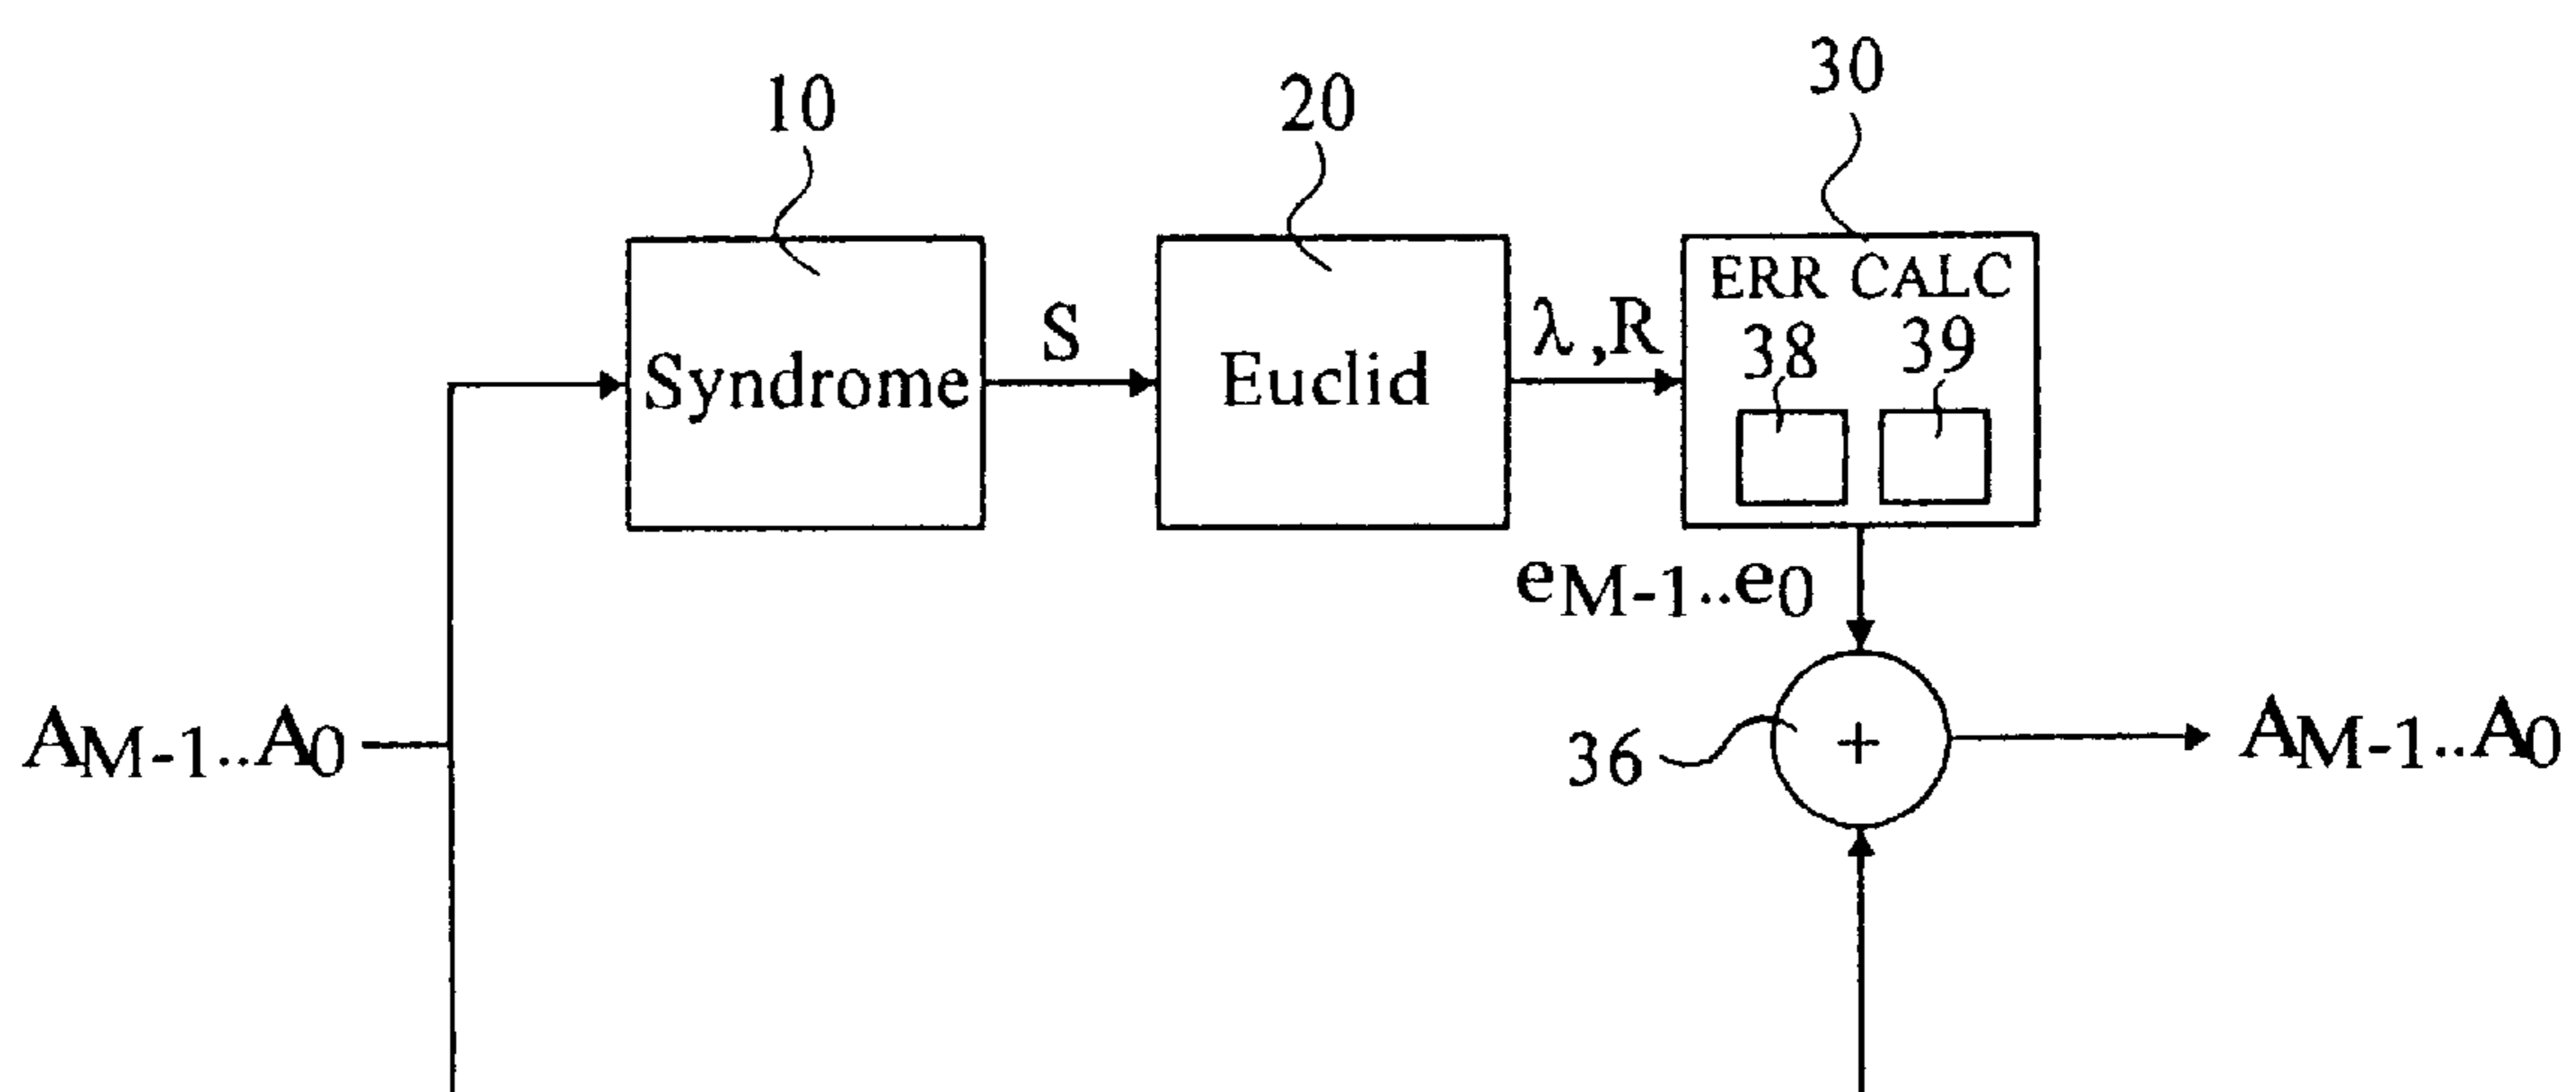 10
20
30
Syndrome
S
Euclid
λ,R
ERR CALC
38
39
eM-1..e0
AM-1..A0
36
+
AM-1..A0